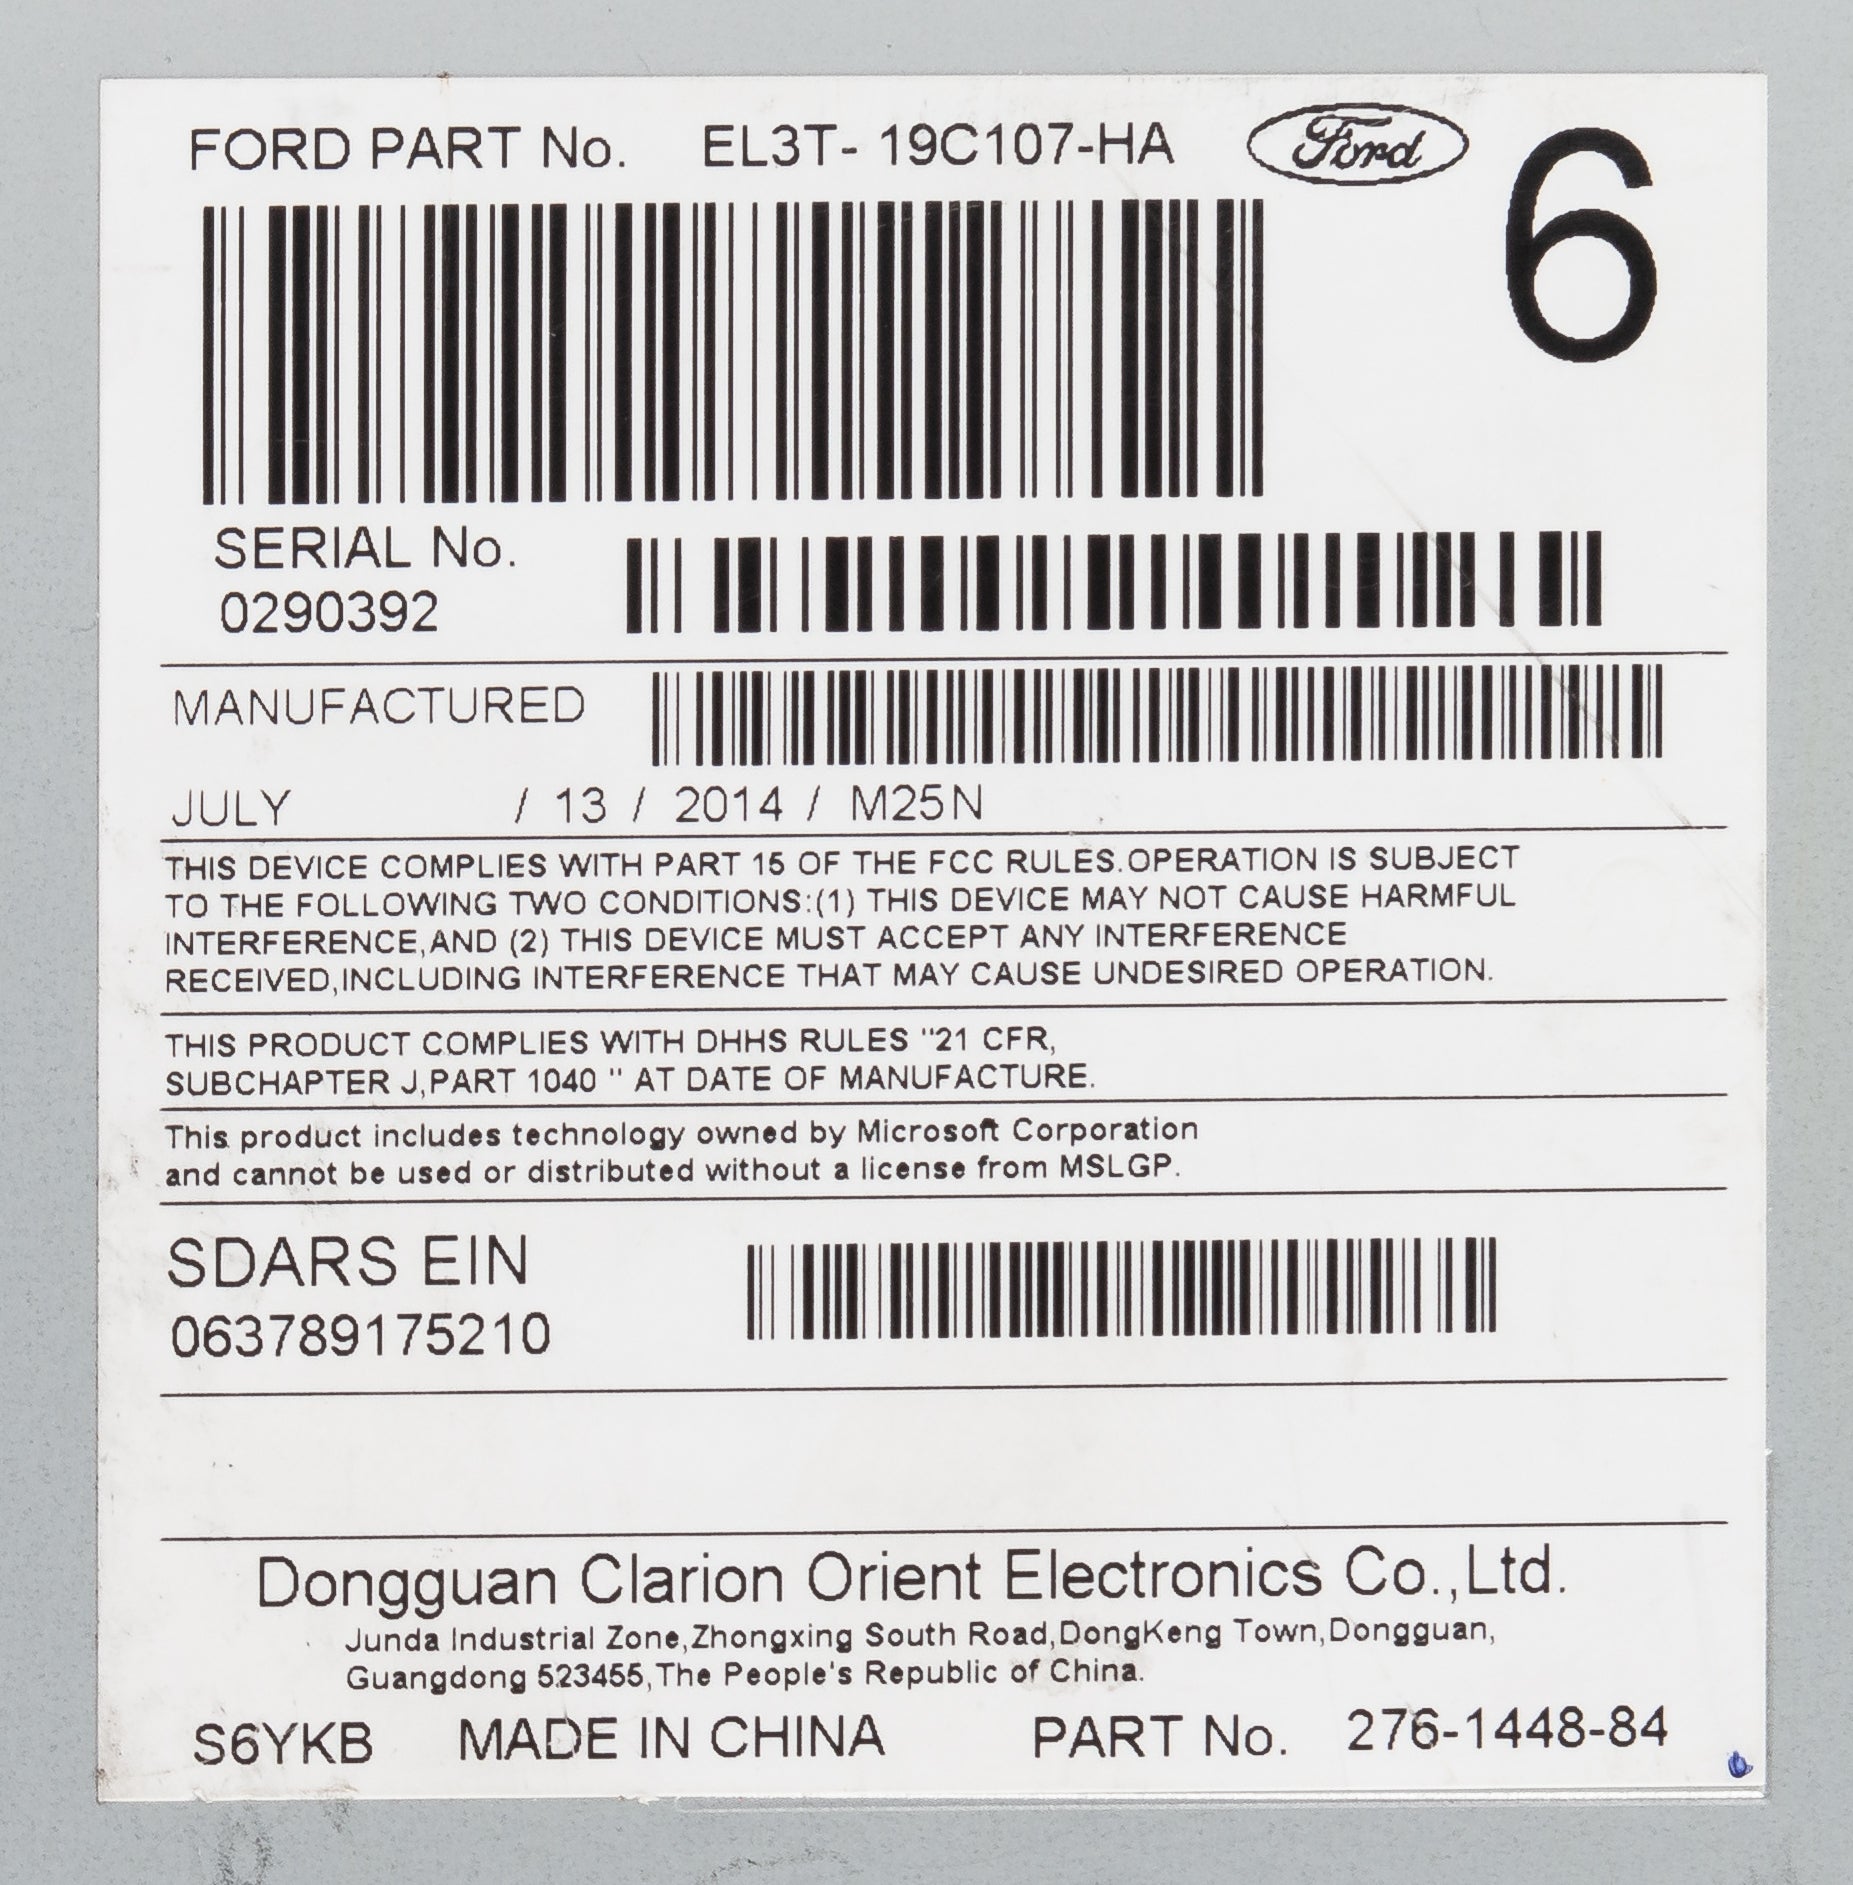 FORD PART No. EL3T- 19C107-HA Ford 6
SERIAL No.
0290392
MANUFACTURED
JULY / 13 / 2014 / M25N
THIS DEVICE COMPLIES WITH PART 15 OF THE FCC RULES.OPERATION IS SUBJECT
TO THE FOLLOWING TWO CONDITIONS:(1) THIS DEVICE MAY NOT CAUSE HARMFUL
INTERFERENCE,AND (2) THIS DEVICE MUST ACCEPT ANY INTERFERENCE
RECEIVED,INCLUDING INTERFERENCE THAT MAY CAUSE UNDESIRED OPERATION.
THIS PRODUCT COMPLIES WITH DHHS RULES "21 CFR,
SUBCHAPTER J,PART 1040 " AT DATE OF MANUFACTURE.
This product includes technology owned by Microsoft Corporation
and cannot be used or distributed without a license from MSLGP.
SDARS EIN
063789175210
Dongguan Clarion Orient Electronics Co.,Ltd.
Junda Industrial Zone,Zhongxing South Road,DongKeng Town,Dongguan,
Guangdong 523455,The People's Republic of China.
S6YKB MADE IN CHINA PART No. 276-1448-84